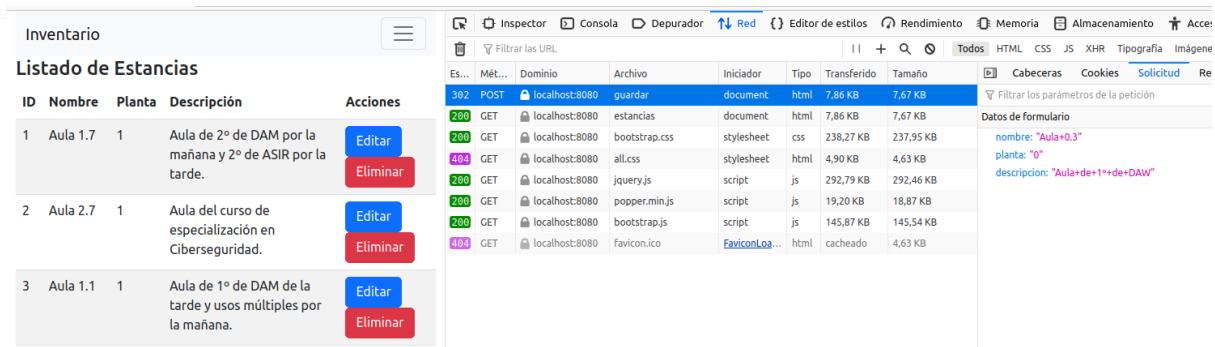 Inventario
Listado de Estancias
ID Nombre Planta Descripción Acciones
1 Aula 1.7 1 Aula de 2º de DAM por la mañana y 2º de ASIR por la tarde. Editar Eliminar
2 Aula 2.7 1 Aula del curso de especialización en Ciberseguridad. Editar Eliminar
3 Aula 1.1 1 Aula de 1º de DAM de la tarde y usos múltiples por la mañana. Editar Eliminar
Inspector Consola Depurador Red Editor de estilos Rendimiento Memoria Almacenamiento Acces
Filtrar las URL Todos HTML CSS JS XHR Tipografía Imágene
Es... Mét... Dominio Archivo Iniciador Tipo Transferido Tamaño
302 POST localhost:8080 guardar document html 7,86 KB 7,67 KB
200 GET localhost:8080 estancias document html 7,86 KB 7,67 KB
200 GET localhost:8080 bootstrap.css stylesheet css 238,27 KB 237,95 KB
404 GET localhost:8080 all.css stylesheet html 4,90 KB 4,63 KB
200 GET localhost:8080 jquery.js script js 292,79 KB 292,46 KB
200 GET localhost:8080 popper.min.js script js 19,20 KB 18,87 KB
200 GET localhost:8080 bootstrap.js script js 145,87 KB 145,54 KB
404 GET localhost:8080 favicon.ico FaviconLoa... html cacheado 4,63 KB
Cabeceras Cookies Solicitud Re
Filtrar los parámetros de la petición
Datos de formulario
nombre: "Aula+0.3"
planta: "0"
descripcion: "Aula+de+1º+de+DAW"